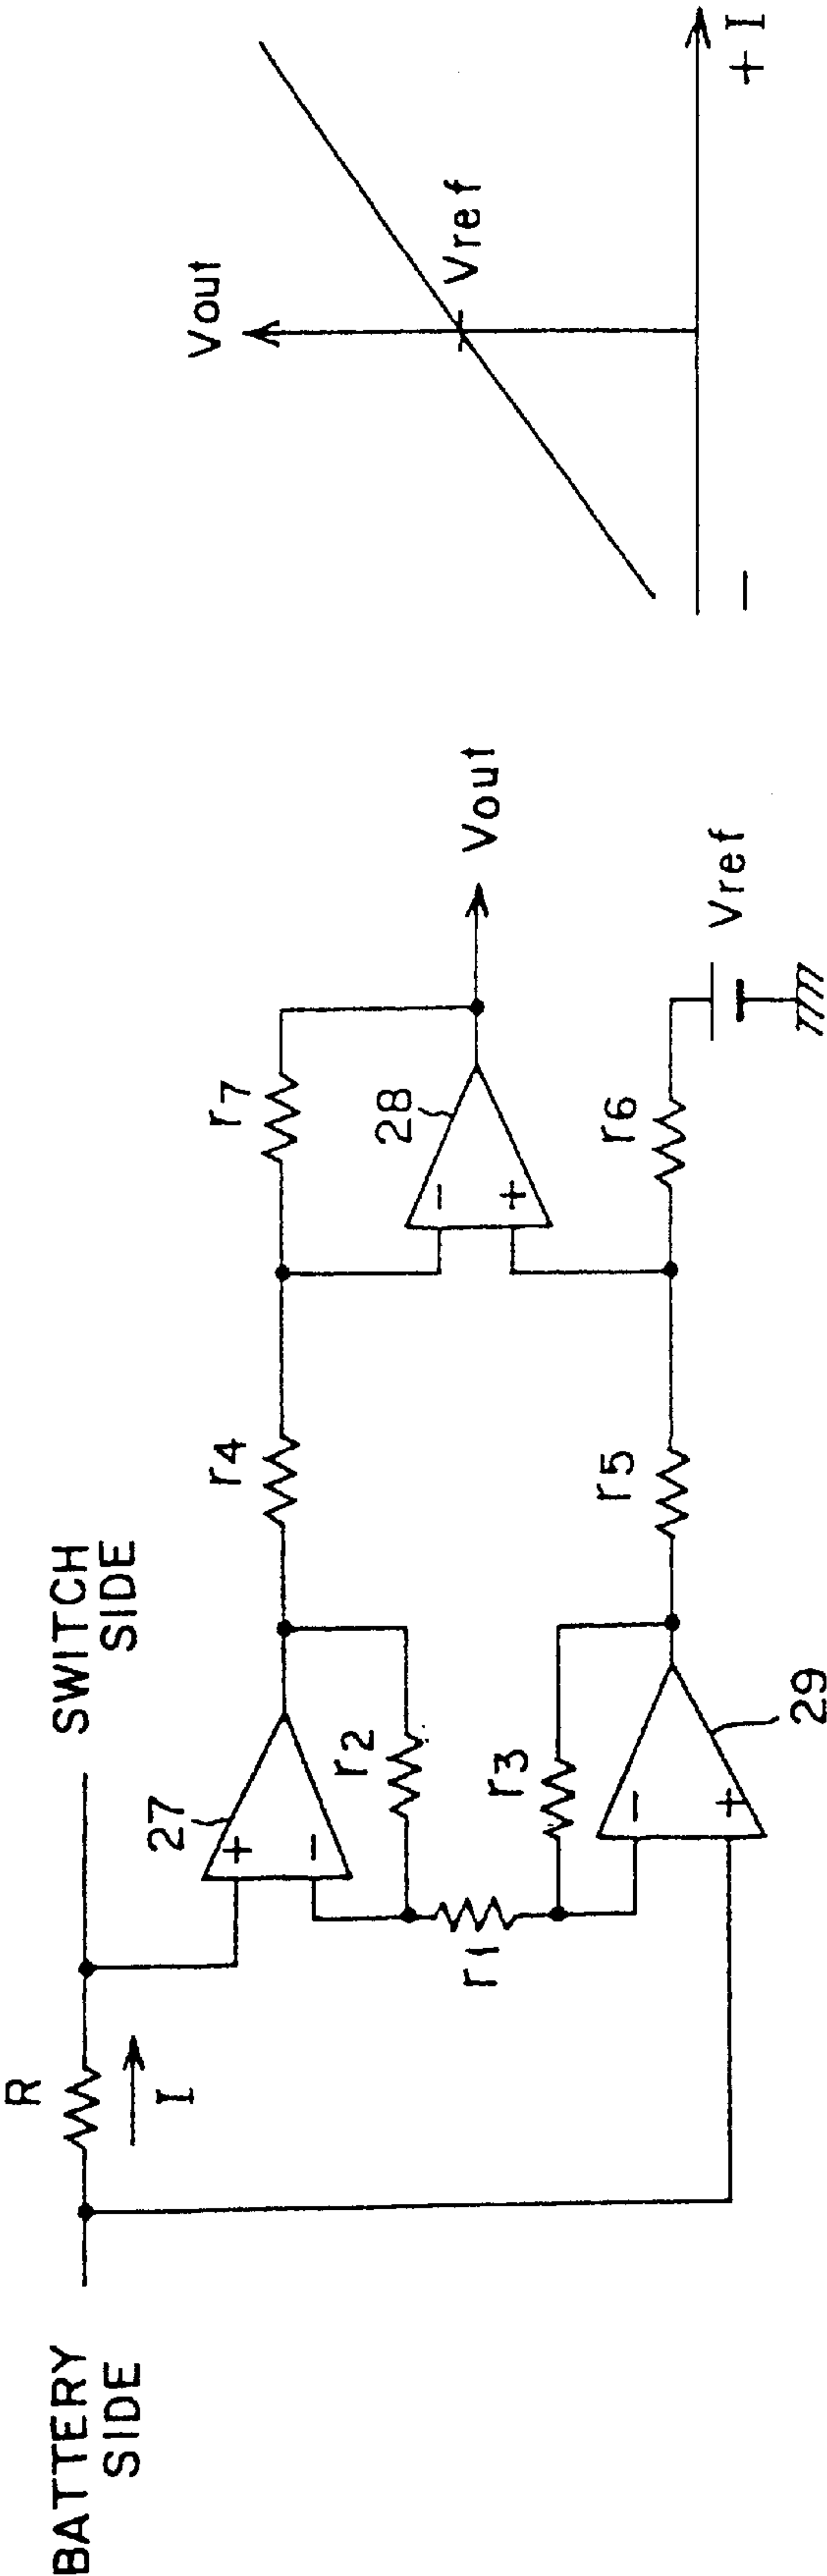 BATTERY
SIDE
R
I
SWITCH
SIDE
27
+
−
r1
r2
r3
−
+
29
r4
r5
r7
28
−
+
r6
Vout
Vref
Vout
Vref
−
+I